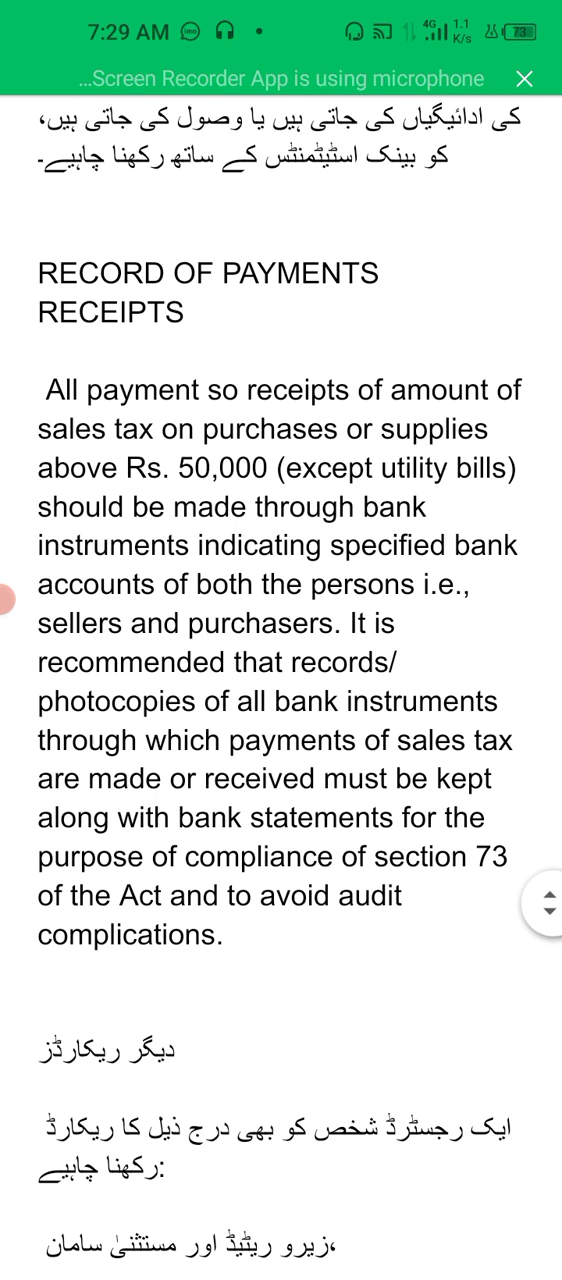 7:29 AM
4G 1.1 K/s 73
...Screen Recorder App is using microphone
کی ادائیگیاں کی جاتی ہیں یا وصول کی جاتی ہیں،
کو بینک اسٹیٹمنٹس کے ساتھ رکھنا چاہیے۔
RECORD OF PAYMENTS
RECEIPTS
All payment so receipts of amount of
sales tax on purchases or supplies
above Rs. 50,000 (except utility bills)
should be made through bank
instruments indicating specified bank
accounts of both the persons i.e.,
sellers and purchasers. It is
recommended that records/
photocopies of all bank instruments
through which payments of sales tax
are made or received must be kept
along with bank statements for the
purpose of compliance of section 73
of the Act and to avoid audit
complications.
دیگر ریکارڈز
ایک رجسٹرڈ شخص کو بھی درج ذیل کا ریکارڈ
رکھنا چاہیے:
زیرو ریٹیڈ اور مستثنیٰ سامان،